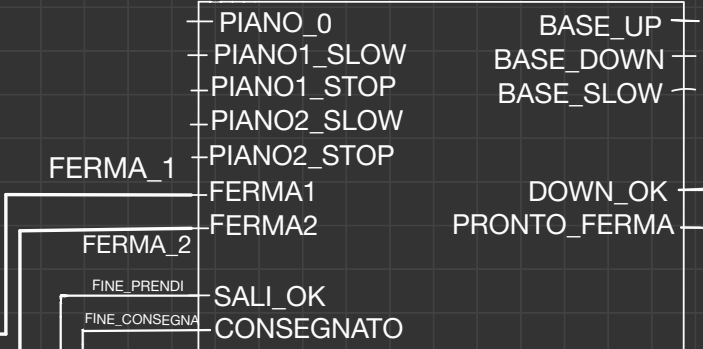 PIANO_0
BASE_UP
PIANO1_SLOW
BASE_DOWN
PIANO1_STOP
BASE_SLOW
PIANO2_SLOW
PIANO2_STOP
FERMA_1
FERMA1
DOWN_OK
FERMA2
PRONTO_FERMA
FERMA_2
FINE_PRENDI
SALI_OK
FINE_CONSEGNA
CONSEGNATO